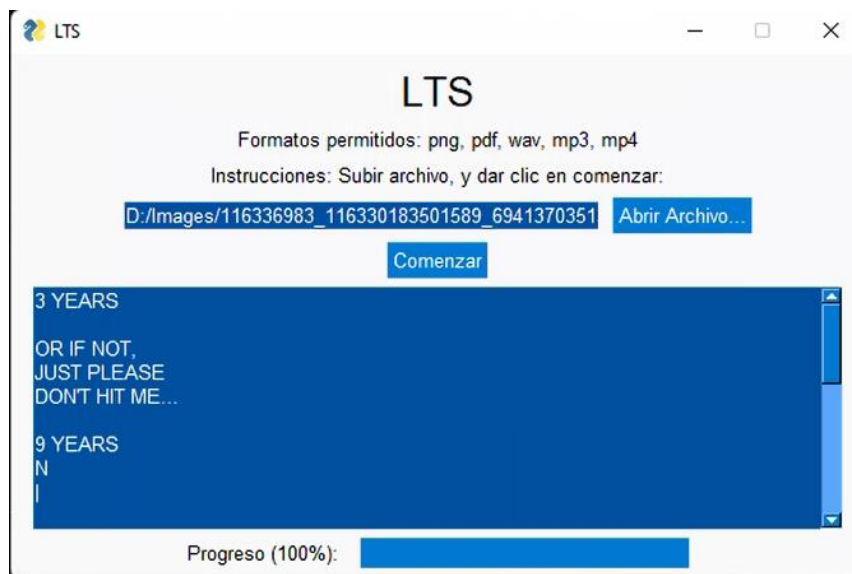 LTS
LTS
Formatos permitidos: png, pdf, wav, mp3, mp4
Instrucciones: Subir archivo, y dar clic en comenzar:
D:/Images/116336983_116330183501589_6941370351 Abrir Archivo...
Comenzar
3 YEARS
OR IF NOT,
JUST PLEASE
DON'T HIT ME...
9 YEARS
N
|
Progreso (100%):